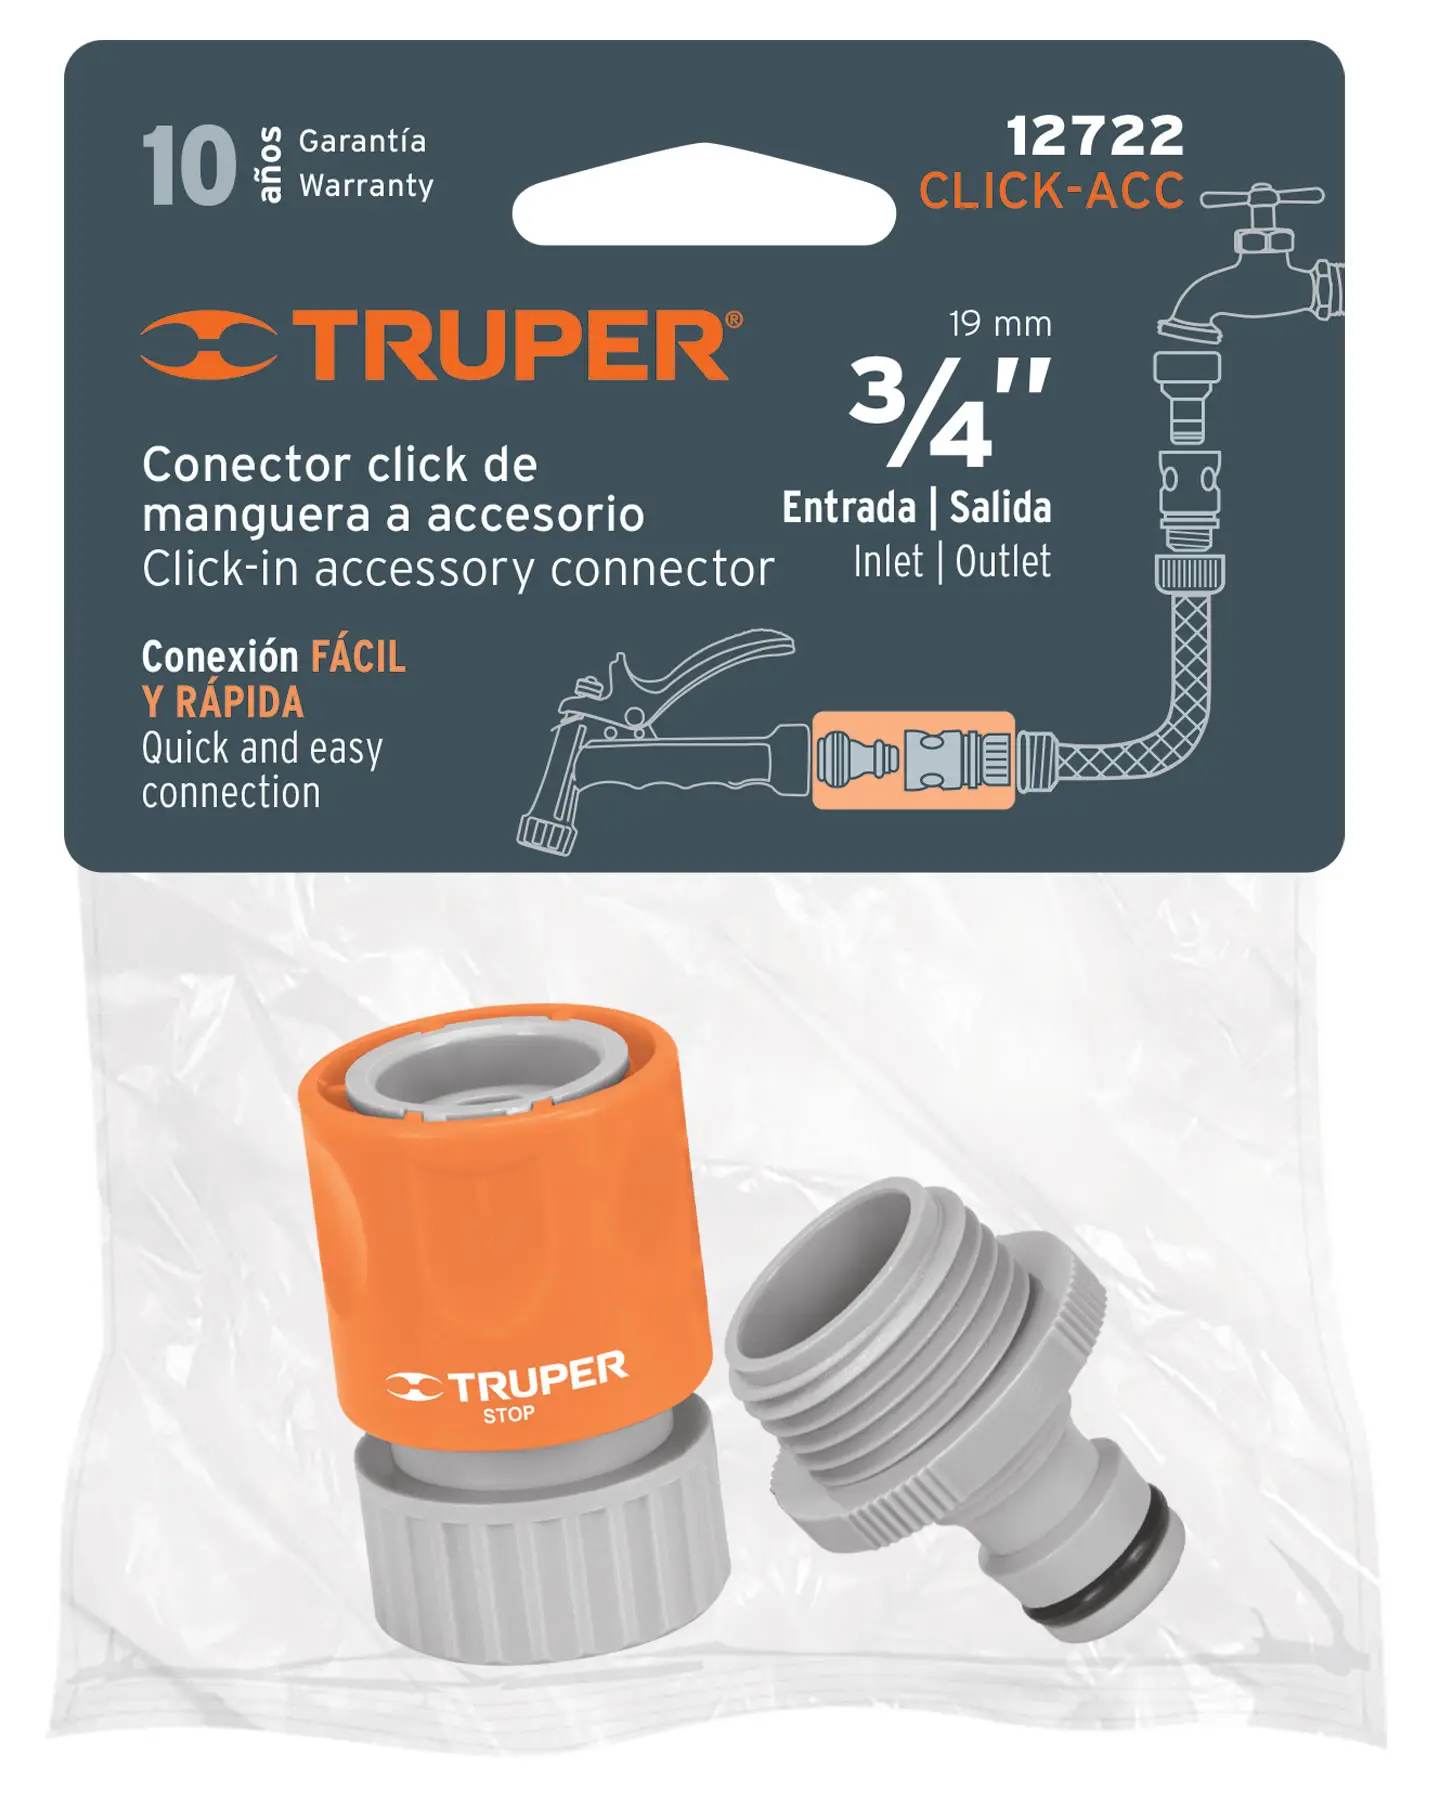 10 años
Garantía
Warranty
12722
CLICK-ACC
TRUPER®
19 mm
3/4"
Entrada | Salida
Inlet | Outlet
Conector click de
manguera a accesorio
Click-in accessory connector
Conexión FÁCIL
Y RÁPIDA
Quick and easy
connection
TRUPER
STOP